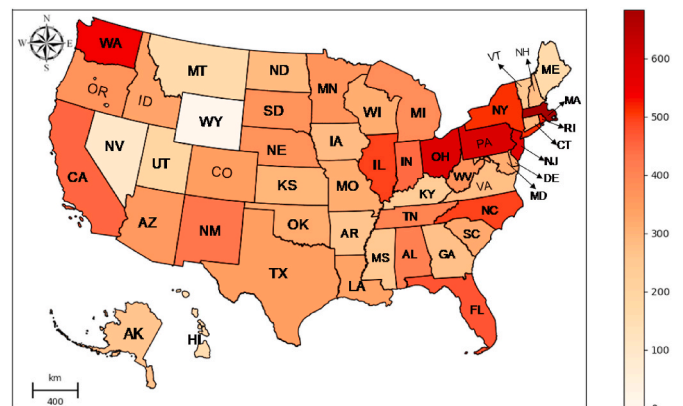 N
W E
S
WA
MT
ND
OR
ID
SD
MN
WI
MI
WY
NE
IA
NV
UT
CO
KS
MO
IL
IN
OH
PA
NY
VT
NH
ME
MA
RI
CT
NJ
DE
MD
WV
VA
KY
CA
AZ
NM
OK
AR
TN
NC
SC
TX
LA
MS
AL
GA
FL
AK
HI
km
400
600
500
400
300
200
100